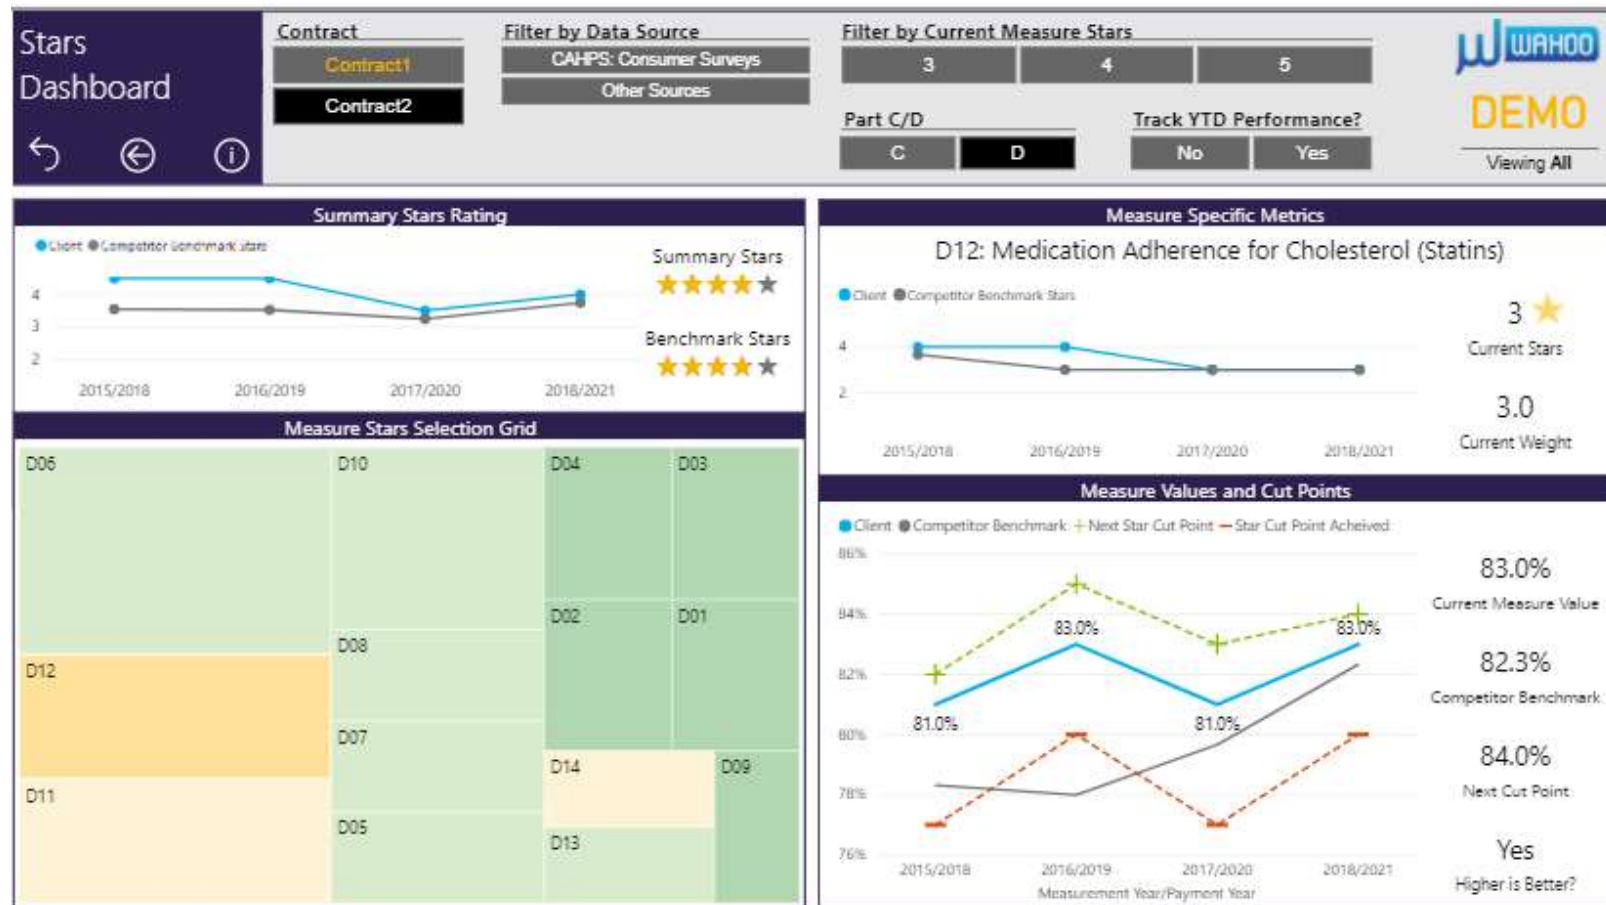 Stars
Dashboard
Contract
Contract1
Contract2
Filter by Data Source
CAHPS: Consumer Surveys
Other Sources
Filter by Current Measure Stars
3 4 5
Part C/D
C D
Track YTD Performance?
No Yes
WAHOO
DEMO
Viewing All
Summary Stars Rating
Client Competitor Benchmark Stars
4
3
2
2015/2018 2016/2019 2017/2020 2018/2021
Summary Stars
Benchmark Stars
Measure Stars Selection Grid
D06 D10 D04 D03
D02 D01
D08
D12
D07
D14 D09
D11
D05
D13
Measure Specific Metrics
D12: Medication Adherence for Cholesterol (Statins)
Client Competitor Benchmark Stars
4
2
2015/2018 2016/2019 2017/2020 2018/2021
3
Current Stars
3.0
Current Weight
Measure Values and Cut Points
Client Competitor Benchmark Next Star Cut Point Star Cut Point Acheived
86%
84%
82%
80%
78%
76%
83.0% 83.0%
81.0% 81.0%
2015/2018 2016/2019 2017/2020 2018/2021
Measurement Year/Payment Year
83.0%
Current Measure Value
82.3%
Competitor Benchmark
84.0%
Next Cut Point
Yes
Higher is Better?